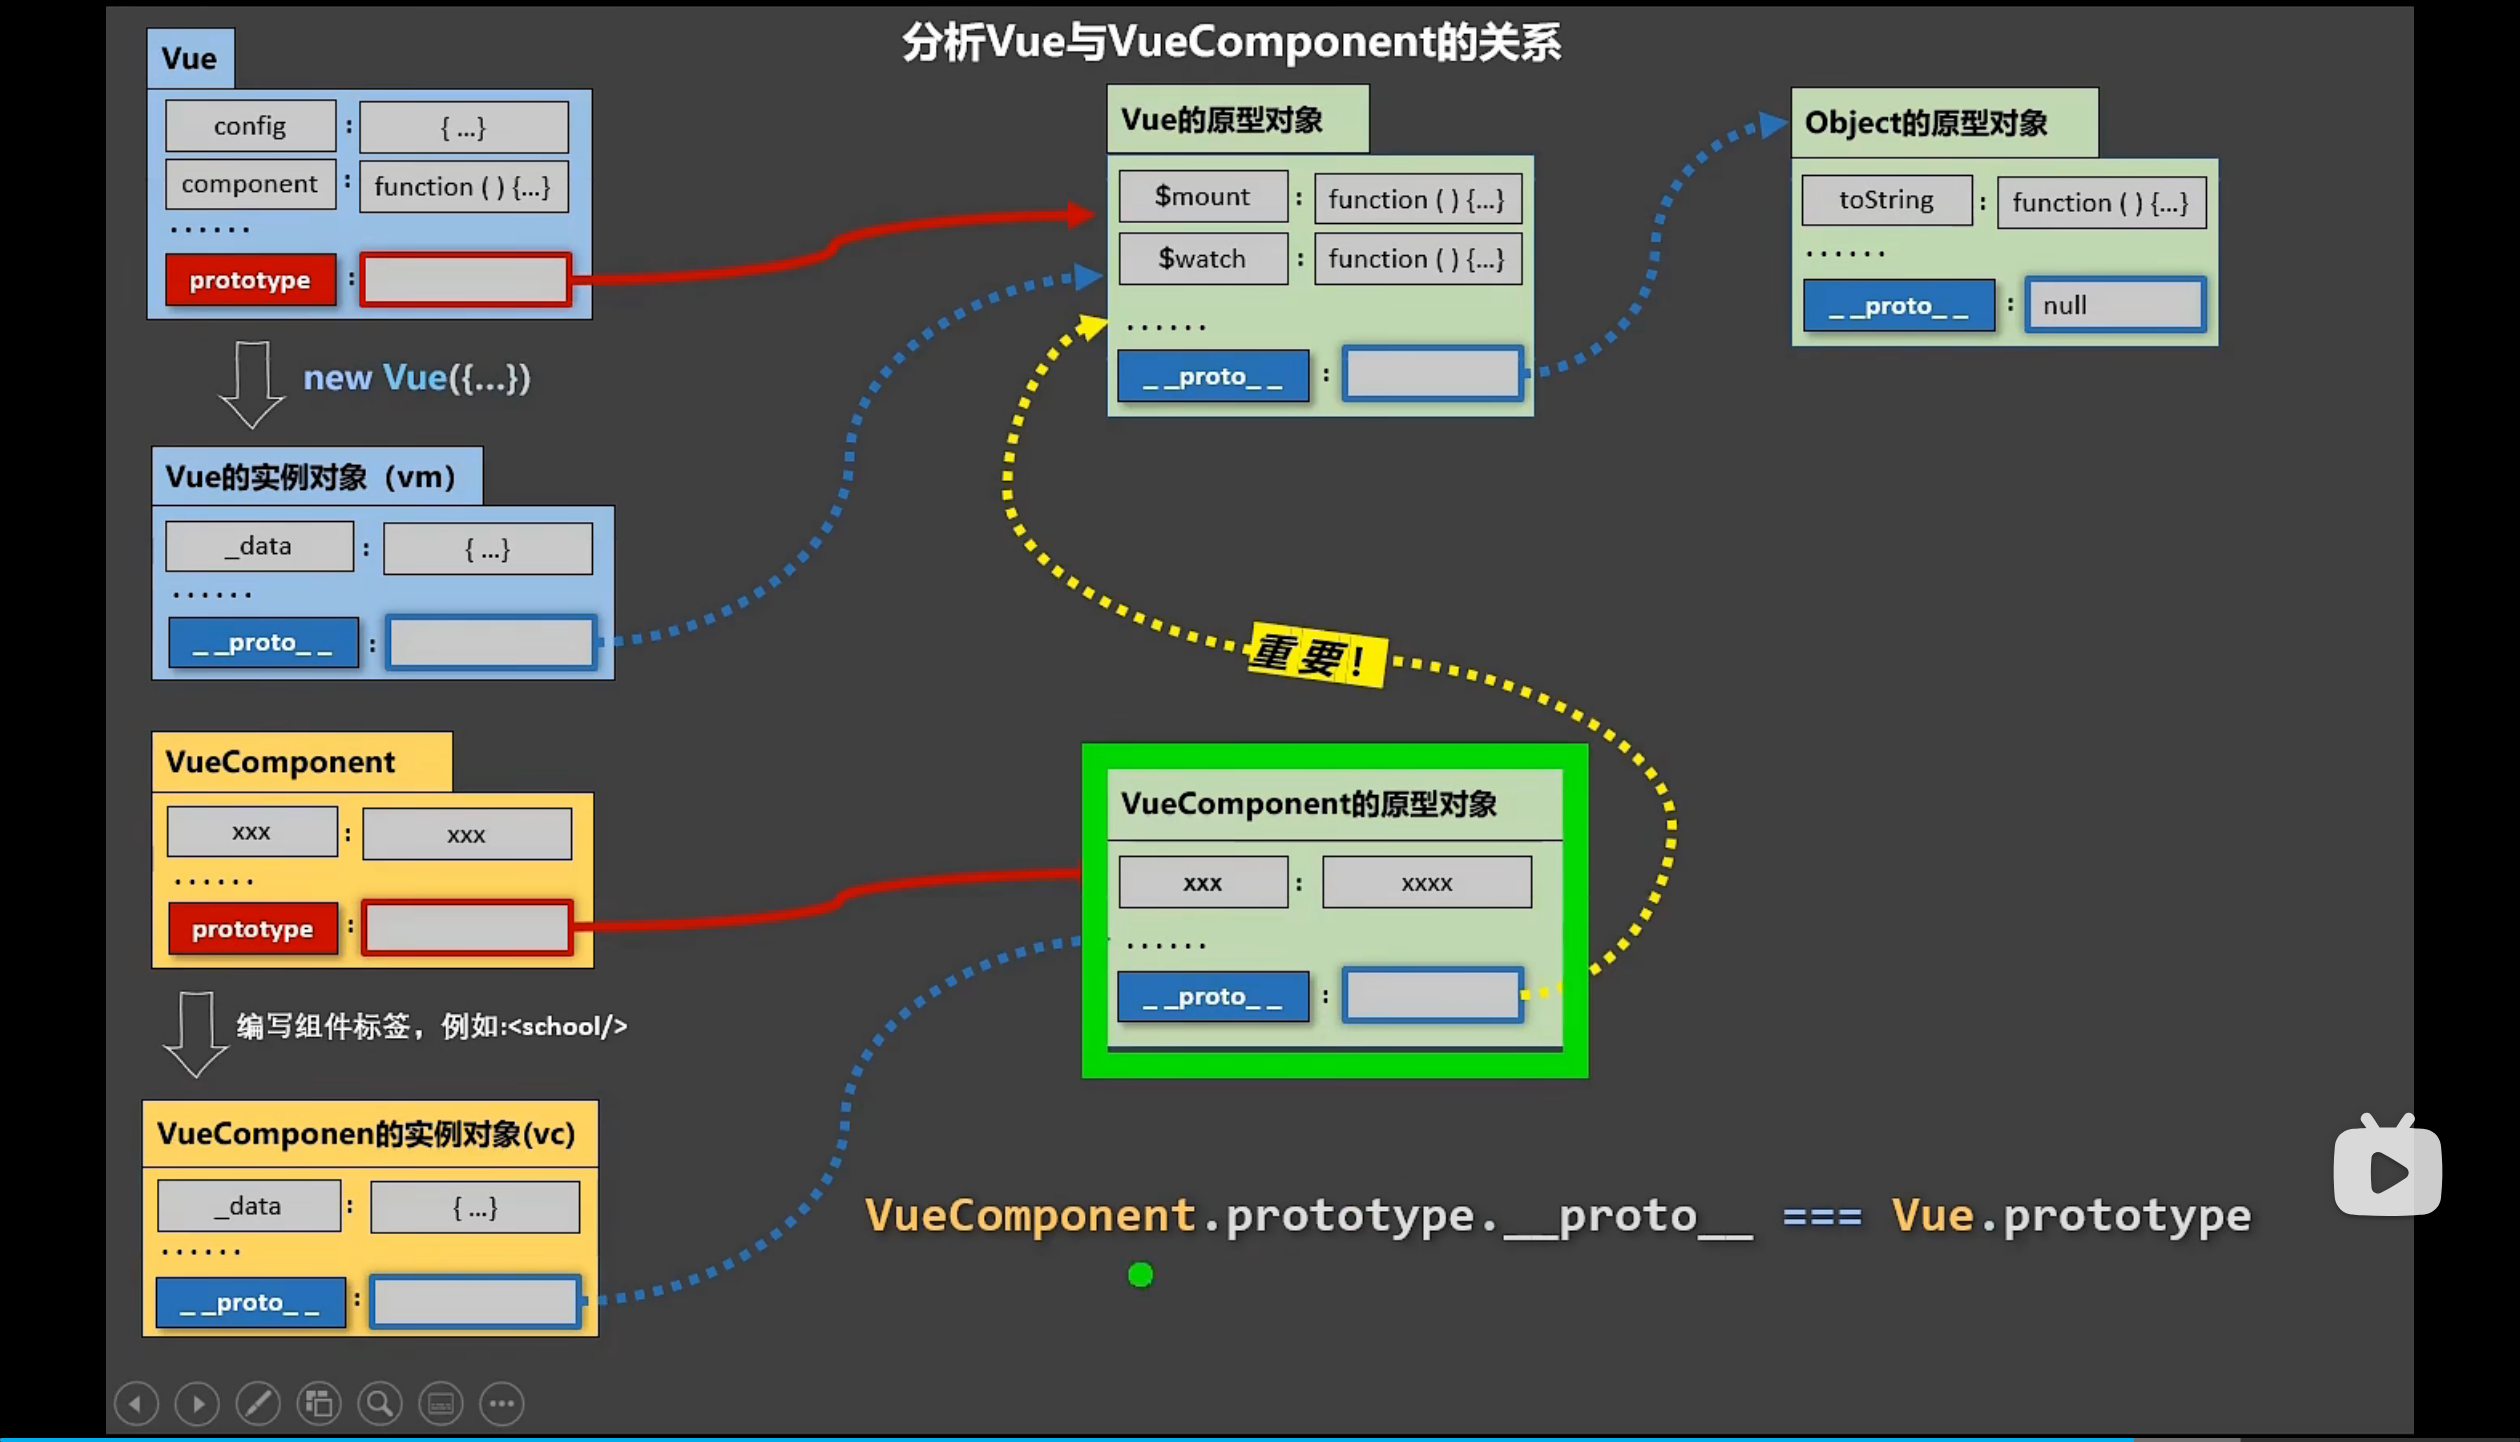 分析Vue与VueComponent的关系
Vue
config : { ...}
component : function ( ) {...}
······
prototype :
new Vue({...})
Vue的实例对象（vm）
_data : { ...}
······
_ _proto_ _ :
VueComponent
xxx : xxx
······
prototype :
编写组件标签，例如:<school/>
VueComponen的实例对象(vc)
_data : { ...}
······
_ _proto_ _ :
Vue的原型对象
$mount : function ( ) {...}
$watch : function ( ) {...}
······
_ _proto_ _ :
Object的原型对象
toString : function ( ) {...}
······
_ _proto_ _ : null
重要！
VueComponent的原型对象
xxx : xxxx
······
_ _proto_ _ :
VueComponent.prototype.__proto__ === Vue.prototype